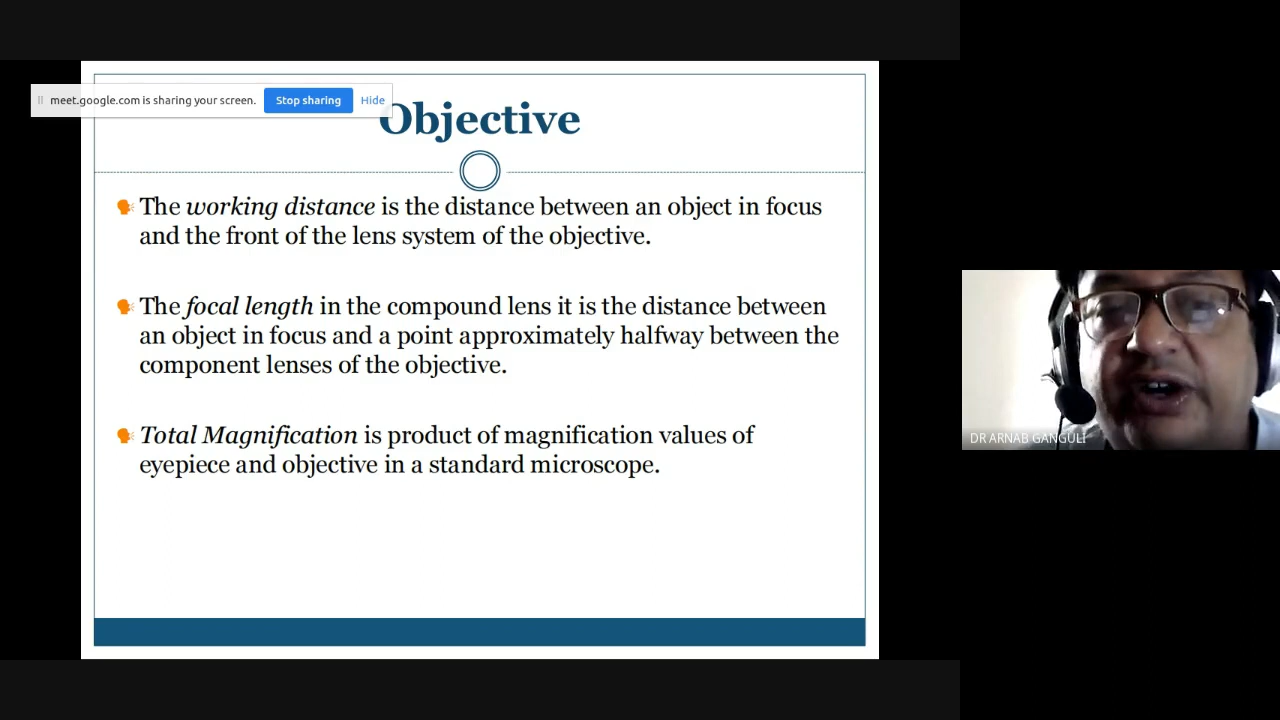 meet.google.com is sharing your screen. Stop sharing Hide
Objective
The working distance is the distance between an object in focus
and the front of the lens system of the objective.
The focal length in the compound lens it is the distance between
an object in focus and a point approximately halfway between the
component lenses of the objective.
Total Magnification is product of magnification values of
eyepiece and objective in a standard microscope.
DR ARNAB GANGULI